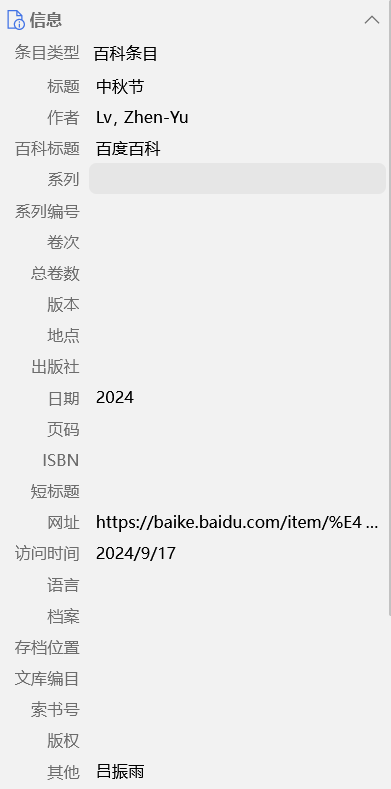 信息
条目类型 百科条目
标题 中秋节
作者 Lv, Zhen-Yu
百科标题 百度百科
系列
系列编号
卷次
总卷数
版本
地点
出版社
日期 2024
页码
ISBN
短标题
网址 https://baike.baidu.com/item/%E4 ...
访问时间 2024/9/17
语言
档案
存档位置
文库编目
索书号
版权
其他 吕振雨